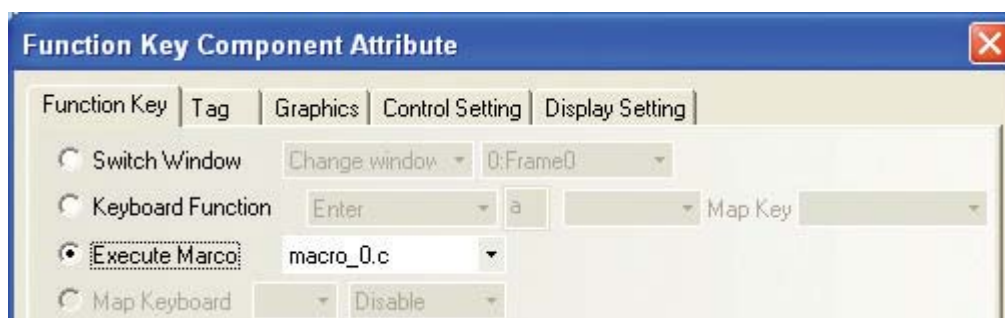 Function Key Component Attribute
Function Key Tag Graphics Control Setting Display Setting
Switch Window Change window 0:Frame0
Keyboard Function Enter a Map Key
Execute Marco macro_0.c
Map Keyboard Disable